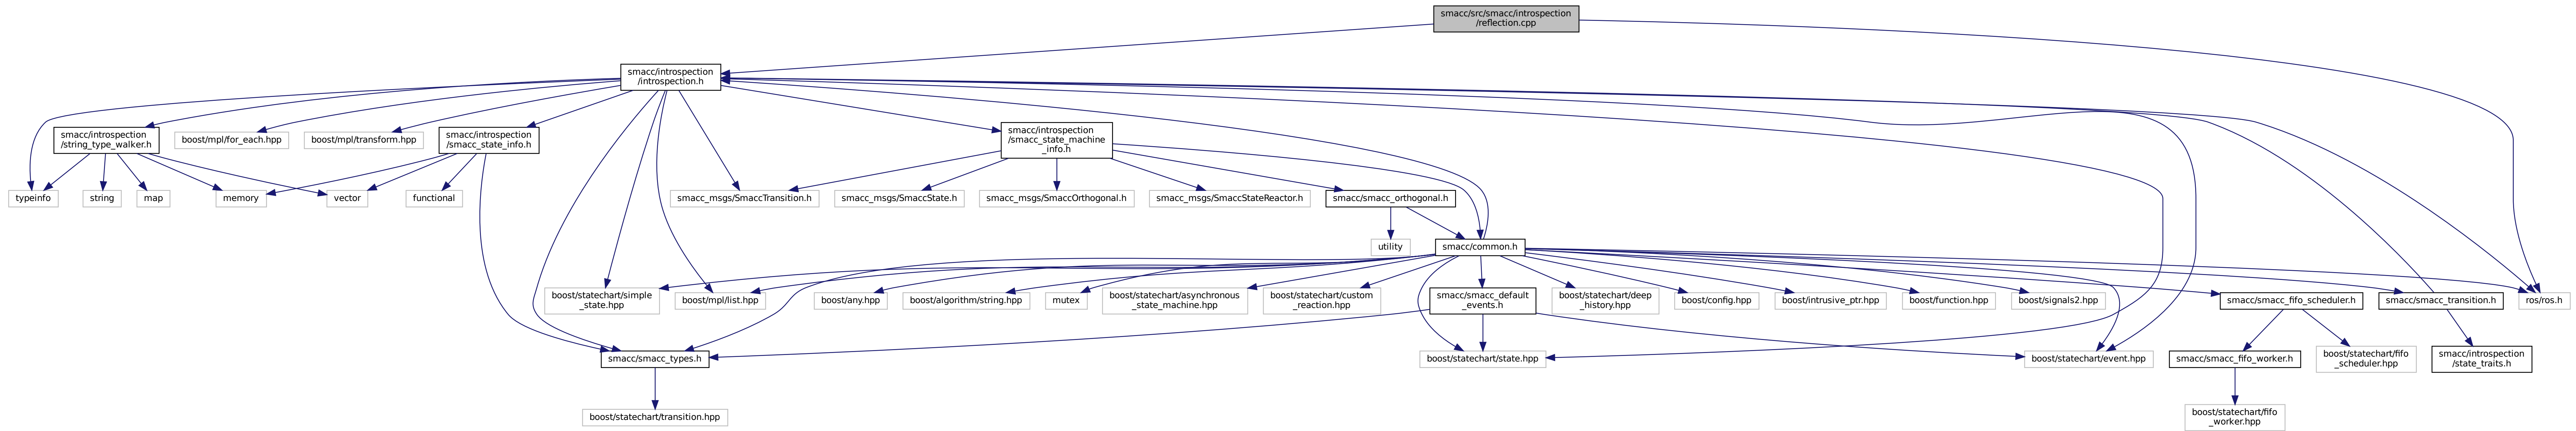 smacc/src/smacc/introspection
/reflection.cpp
smacc/introspection
/introspection.h
smacc/introspection
/string_type_walker.h
boost/mpl/for_each.hpp
boost/mpl/transform.hpp
smacc/introspection
/smacc_state_info.h
smacc/introspection
/smacc_state_machine
_info.h
typeinfo
string
map
memory
vector
functional
smacc_msgs/SmaccTransition.h
smacc_msgs/SmaccState.h
smacc_msgs/SmaccOrthogonal.h
smacc_msgs/SmaccStateReactor.h
smacc/smacc_orthogonal.h
utility
smacc/common.h
boost/statechart/simple
_state.hpp
boost/mpl/list.hpp
boost/any.hpp
boost/algorithm/string.hpp
mutex
boost/statechart/asynchronous
_state_machine.hpp
boost/statechart/custom
_reaction.hpp
smacc/smacc_default
_events.h
boost/statechart/deep
_history.hpp
boost/config.hpp
boost/intrusive_ptr.hpp
boost/function.hpp
boost/signals2.hpp
smacc/smacc_fifo_scheduler.h
smacc/smacc_transition.h
ros/ros.h
smacc/smacc_types.h
boost/statechart/state.hpp
boost/statechart/event.hpp
smacc/smacc_fifo_worker.h
boost/statechart/fifo
_scheduler.hpp
smacc/introspection
/state_traits.h
boost/statechart/transition.hpp
boost/statechart/fifo
_worker.hpp